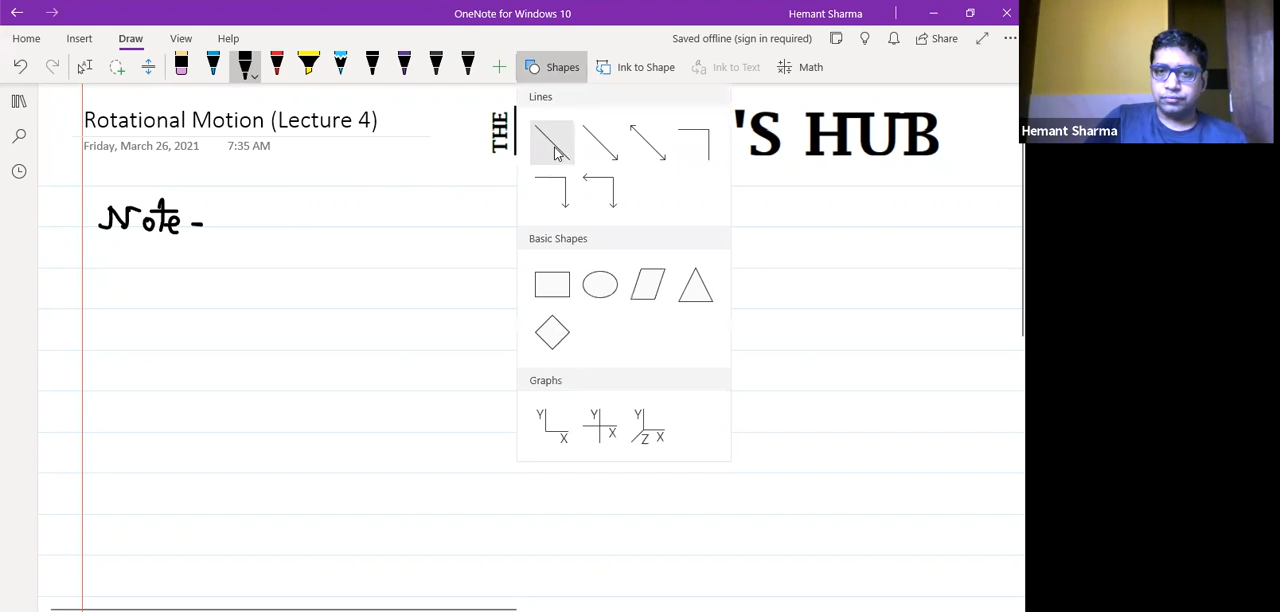 OneNote for Windows 10
Hemant Sharma
Home Insert Draw View Help
Saved offline (sign in required)
Share
Shapes
Ink to Shape
Ink to Text
Math
Lines
Rotational Motion (Lecture 4)
Friday, March 26, 2021 7:35 AM
THE
'S HUB
Hemant Sharma
Note -
Basic Shapes
Graphs
Y X
Y X
Y Z X